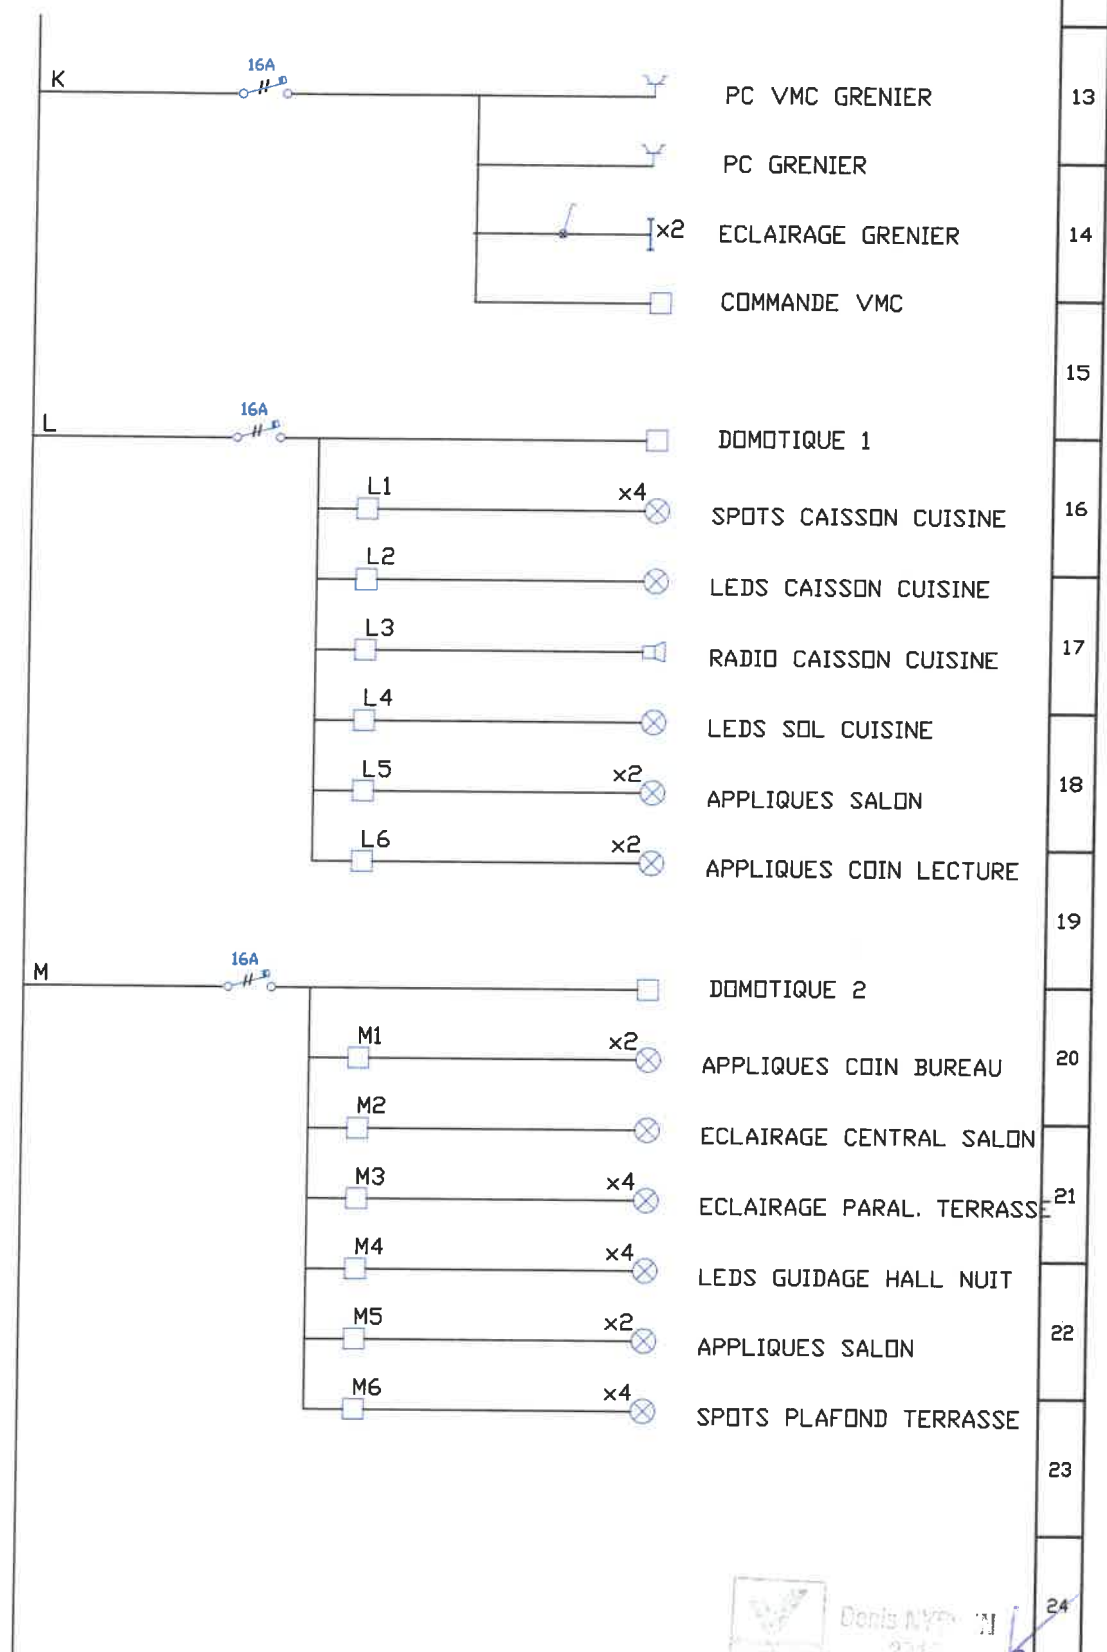 K
16A
PC VMC GRENIER
13
PC GRENIER
x2
ECLAIRAGE GRENIER
14
COMMANDE VMC
15
L
16A
DOMOTIQUE 1
L1
x4
SPOTS CAISSON CUISINE
16
L2
LEDS CAISSON CUISINE
L3
RADIO CAISSON CUISINE
17
L4
LEDS SOL CUISINE
L5
x2
APPLIQUES SALON
18
L6
x2
APPLIQUES COIN LECTURE
19
M
16A
DOMOTIQUE 2
M1
x2
APPLIQUES COIN BUREAU
20
M2
ECLAIRAGE CENTRAL SALON
M3
x4
ECLAIRAGE PARAL. TERRASSE
21
M4
x4
LEDS GUIDAGE HALL NUIT
M5
x2
APPLIQUES SALON
22
M6
x4
SPOTS PLAFOND TERRASSE
23
24
Denis